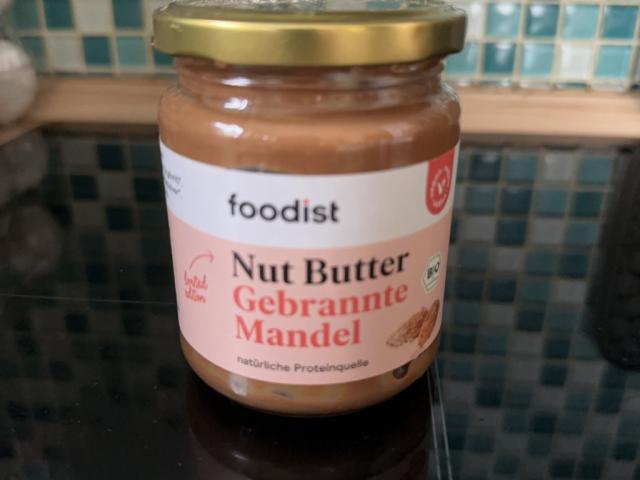 foodist
Nut Butter
Gebrannte
Mandel
natürliche Proteinquelle
limited
edition
BIO